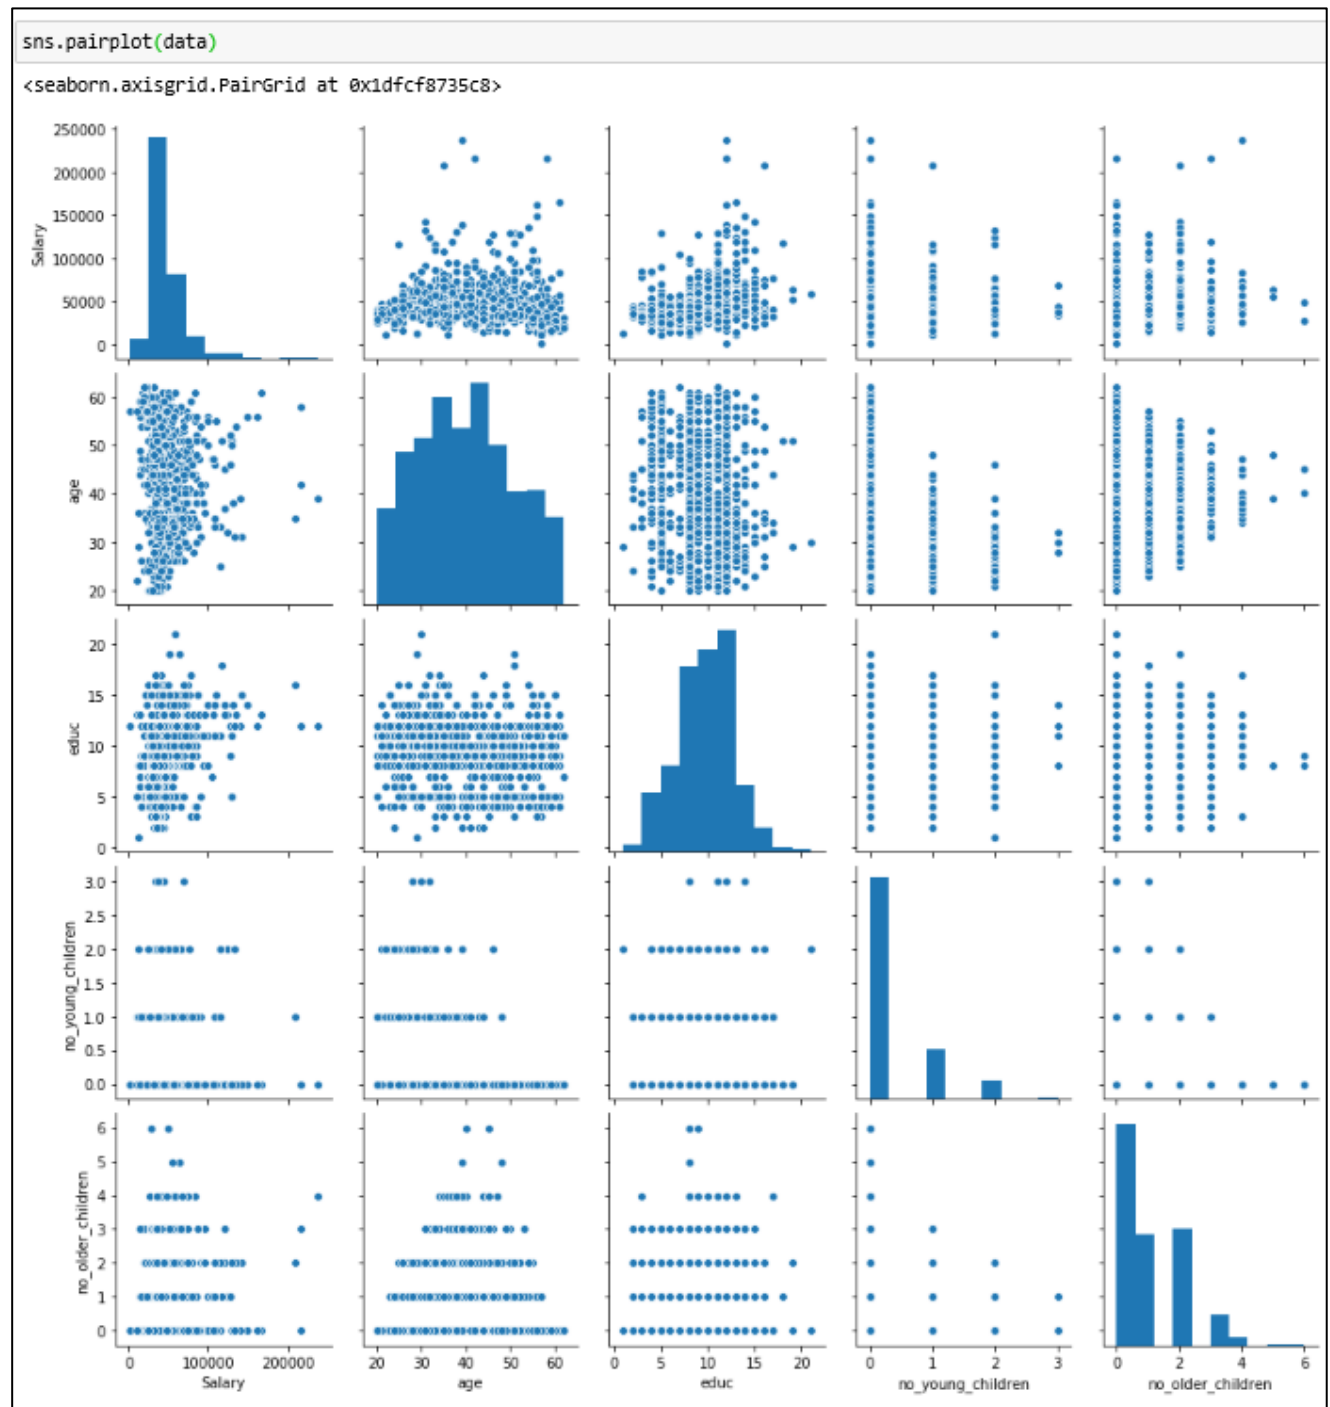 sns.pairplot(data)
<seaborn.axisgrid.PairGrid at 0x1dfcf8735c8>
250000
200000
150000
100000
50000
0
Salary
60
50
40
30
20
age
20
15
10
5
0
educ
3.0
2.5
2.0
1.5
1.0
0.5
0.0
no_young_children
6
5
4
3
2
1
0
no_older_children
0 100000 200000
Salary
20 30 40 50 60
age
0 5 10 15 20
educ
0 1 2 3
no_young_children
0 2 4 6
no_older_children